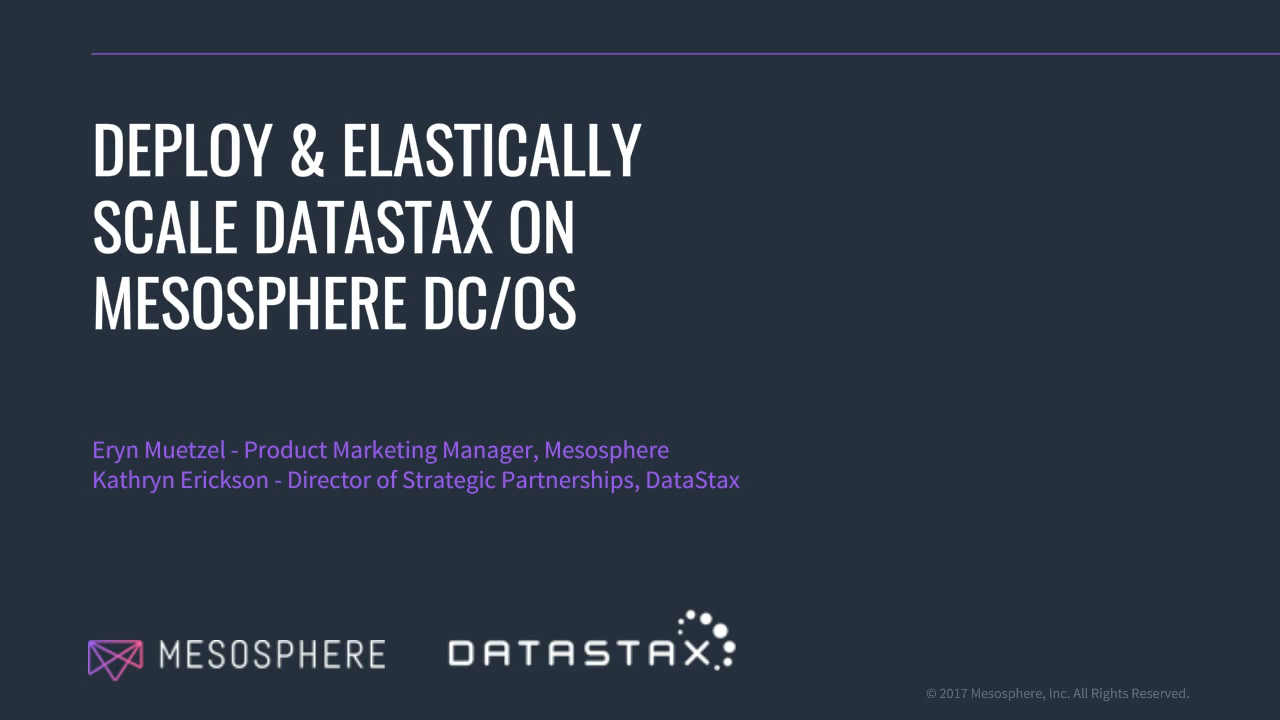 DEPLOY & ELASTICALLY
SCALE DATASTAX ON
MESOSPHERE DC/OS
Eryn Muetzel - Product Marketing Manager, Mesosphere
Kathryn Erickson - Director of Strategic Partnerships, DataStax
MESOSPHERE
DATASTAX
© 2017 Mesosphere, Inc. All Rights Reserved.